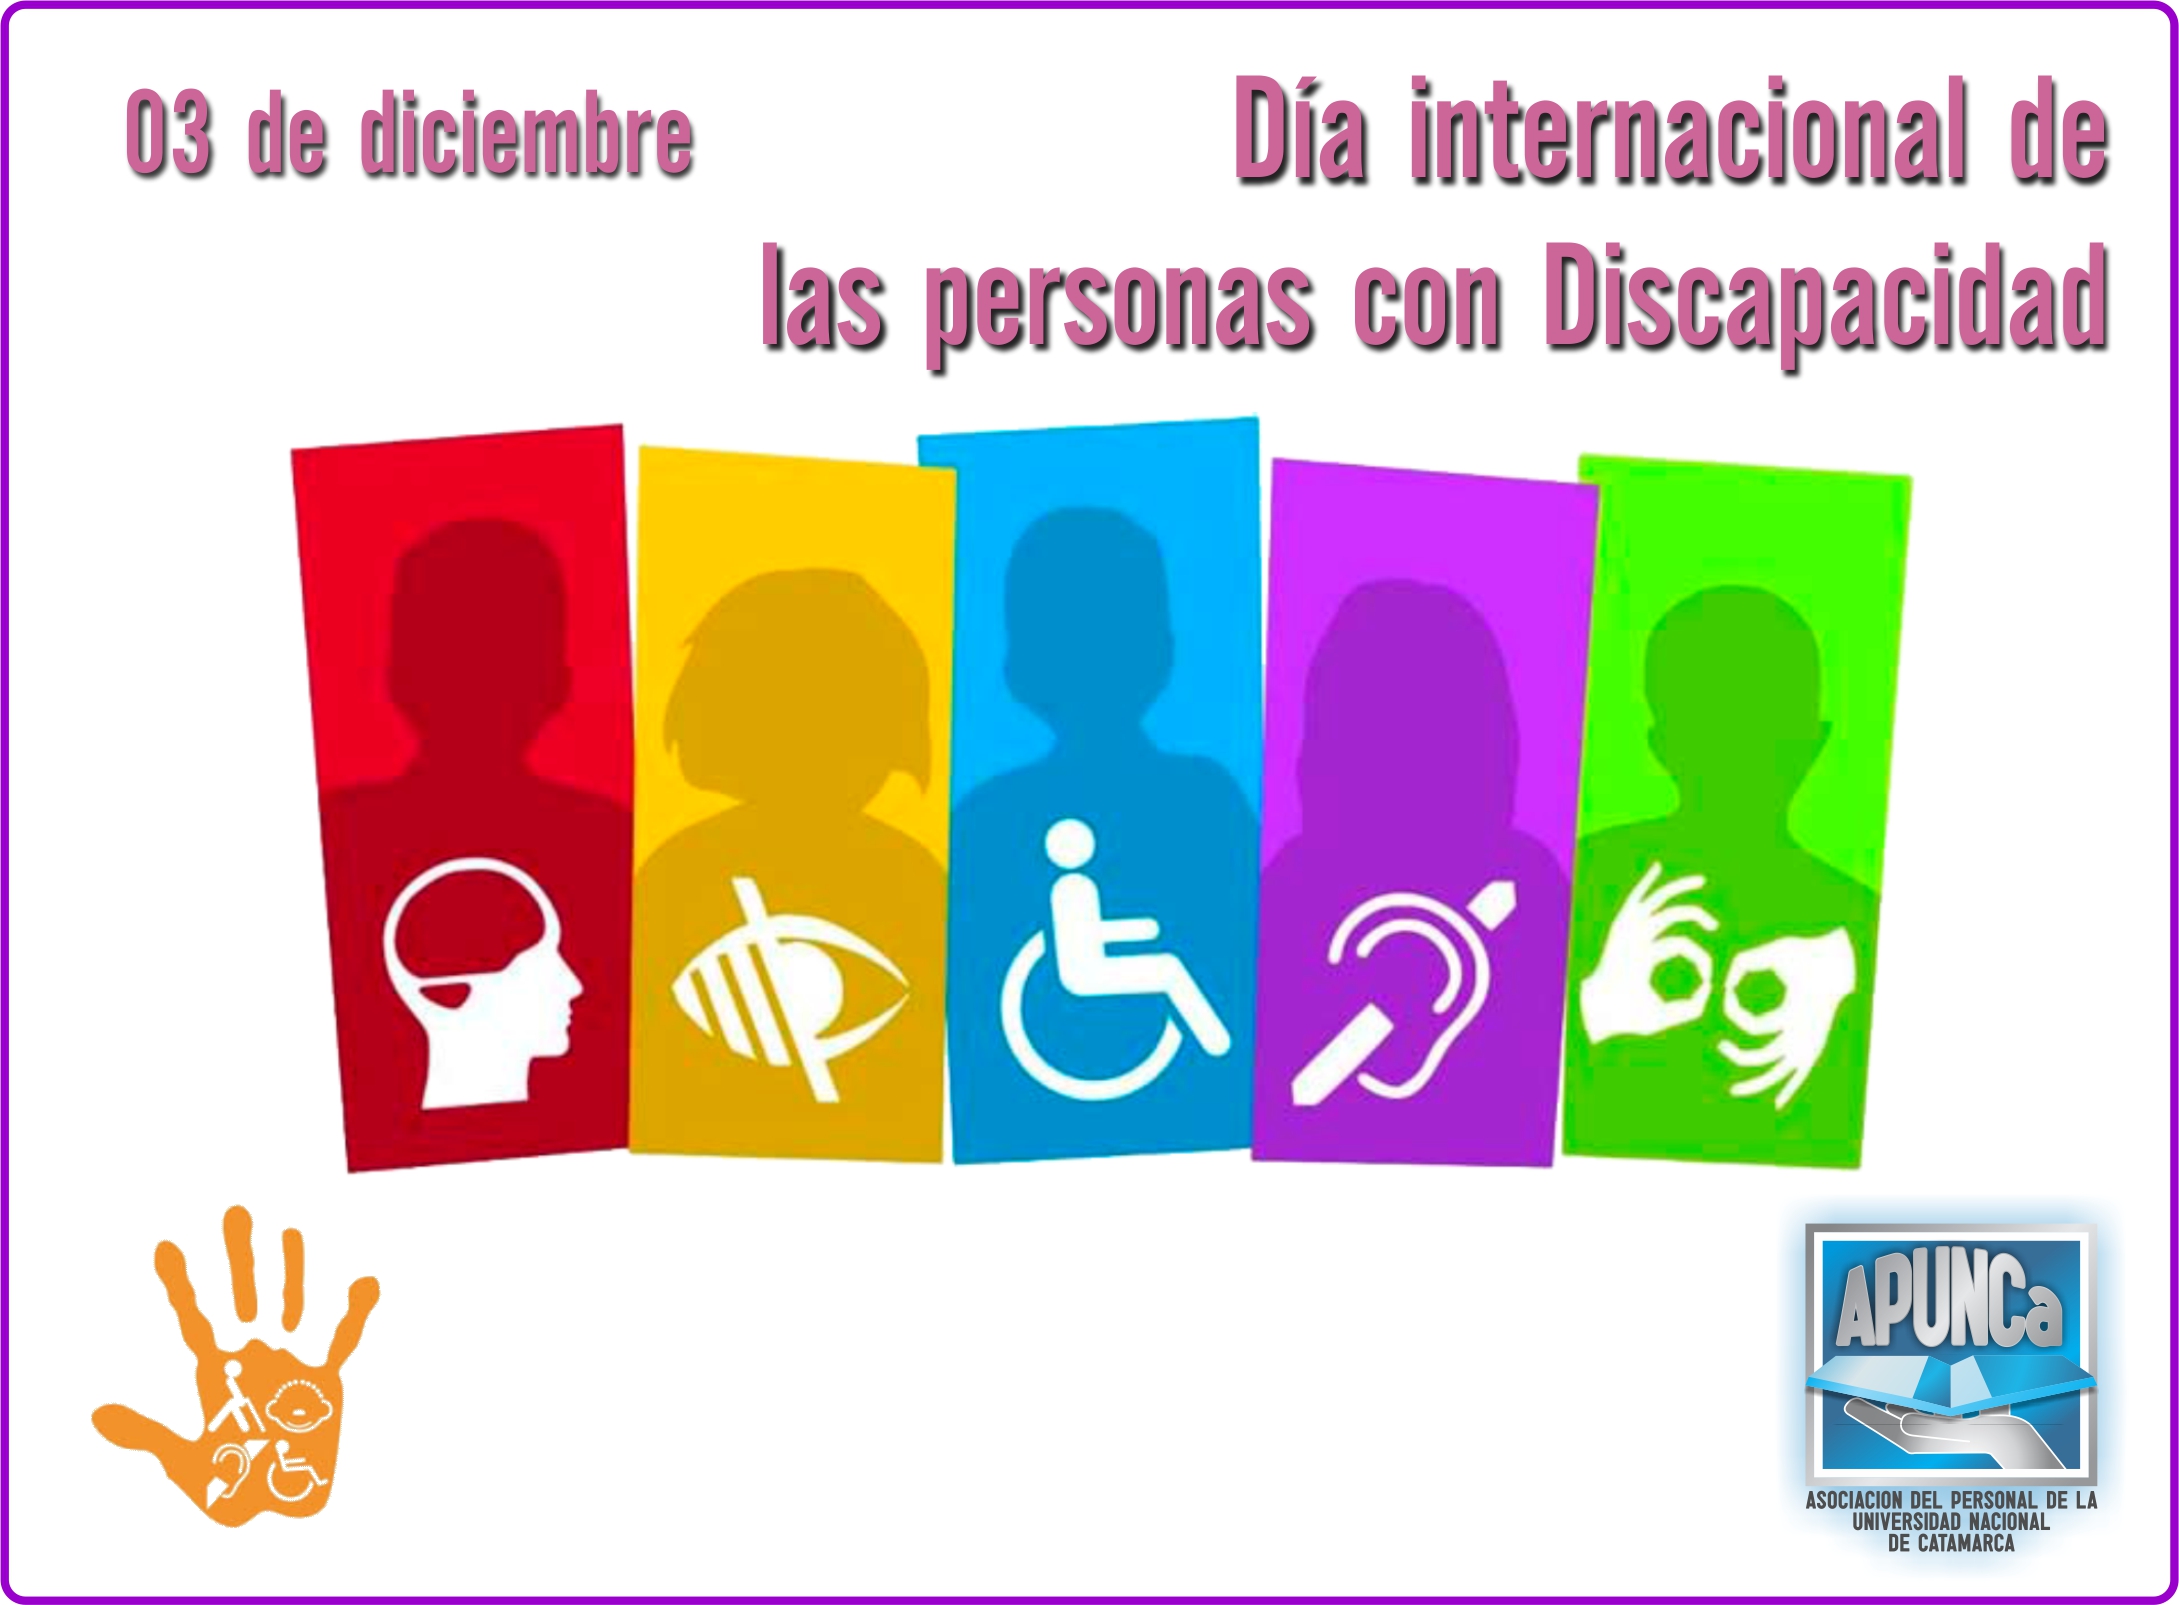 03 de diciembre
Día internacional de
las personas con Discapacidad
APUNCa
ASOCIACION DEL PERSONAL DE LA
UNIVERSIDAD NACIONAL
DE CATAMARCA